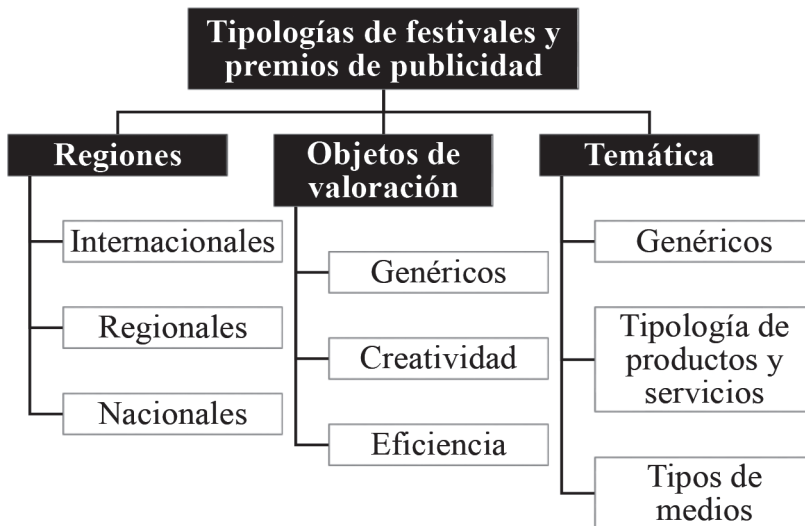 Tipologías de festivales y
premios de publicidad
Regiones
Internacionales
Regionales
Nacionales
Objetos de
valoración
Genéricos
Creatividad
Eficiencia
Temática
Genéricos
Tipología de
productos y
servicios
Tipos de
medios